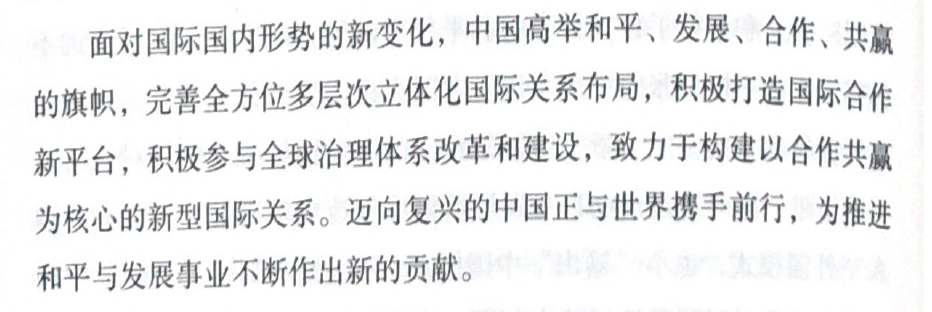 面对国际国内形势的新变化，中国高举和平、发展、合作、共赢
的旗帜，完善全方位多层次立体化国际关系布局，积极打造国际合作
新平台，积极参与全球治理体系改革和建设，致力于构建以合作共赢
为核心的新型国际关系。迈向复兴的中国正与世界携手前行，为推进
和平与发展事业不断作出新的贡献。